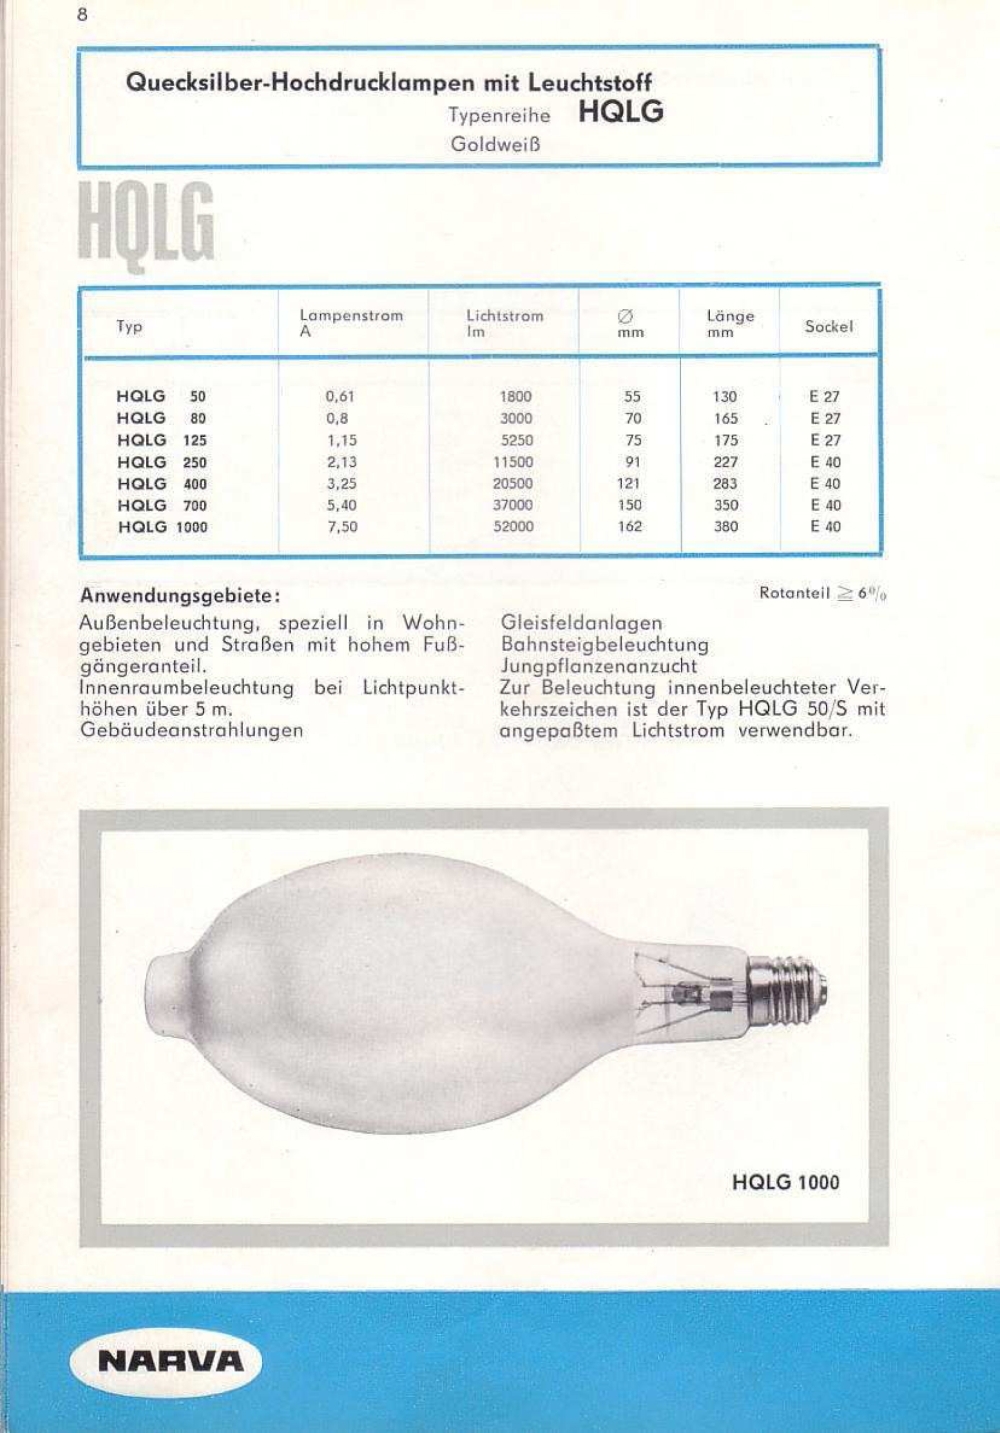 8
Quecksilber-Hochdrucklampen mit Leuchtstoff
Typenreihe HQLG
Goldweiß
HQLG
Typ Lampenstrom A Lichtstrom lm ∅ mm Länge mm Sockel
HQLG 50 0,61 1800 55 130 E 27
HQLG 80 0,8 3000 70 165 E 27
HQLG 125 1,15 5250 75 175 E 27
HQLG 250 2,13 11500 91 227 E 40
HQLG 400 3,25 20500 121 283 E 40
HQLG 700 5,40 37000 150 350 E 40
HQLG 1000 7,50 52000 162 380 E 40
Rotanteil ≧ 6%
Anwendungsgebiete:
Außenbeleuchtung, speziell in Wohn-
gebieten und Straßen mit hohem Fuß-
gängeranteil.
Innenraumbeleuchtung bei Lichtpunkt-
höhen über 5 m.
Gebäudeanstrahlungen
Gleisfeldanlagen
Bahnsteigbeleuchtung
Jungpflanzenanzucht
Zur Beleuchtung innenbeleuchteter Ver-
kehrszeichen ist der Typ HQLG 50/S mit
angepaßtem Lichtstrom verwendbar.
HQLG 1000
NARVA